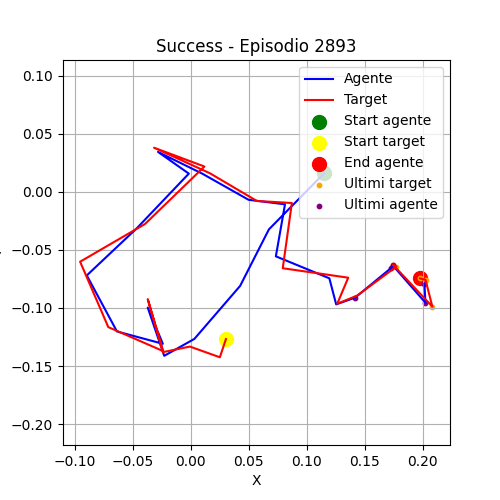 Success - Episodio 2893
Agente
Target
Start agente
Start target
End agente
Ultimi target
Ultimi agente
0.10
0.05
0.00
−0.05
−0.10
−0.15
−0.20
−0.10 −0.05 0.00 0.05 0.10 0.15 0.20
X